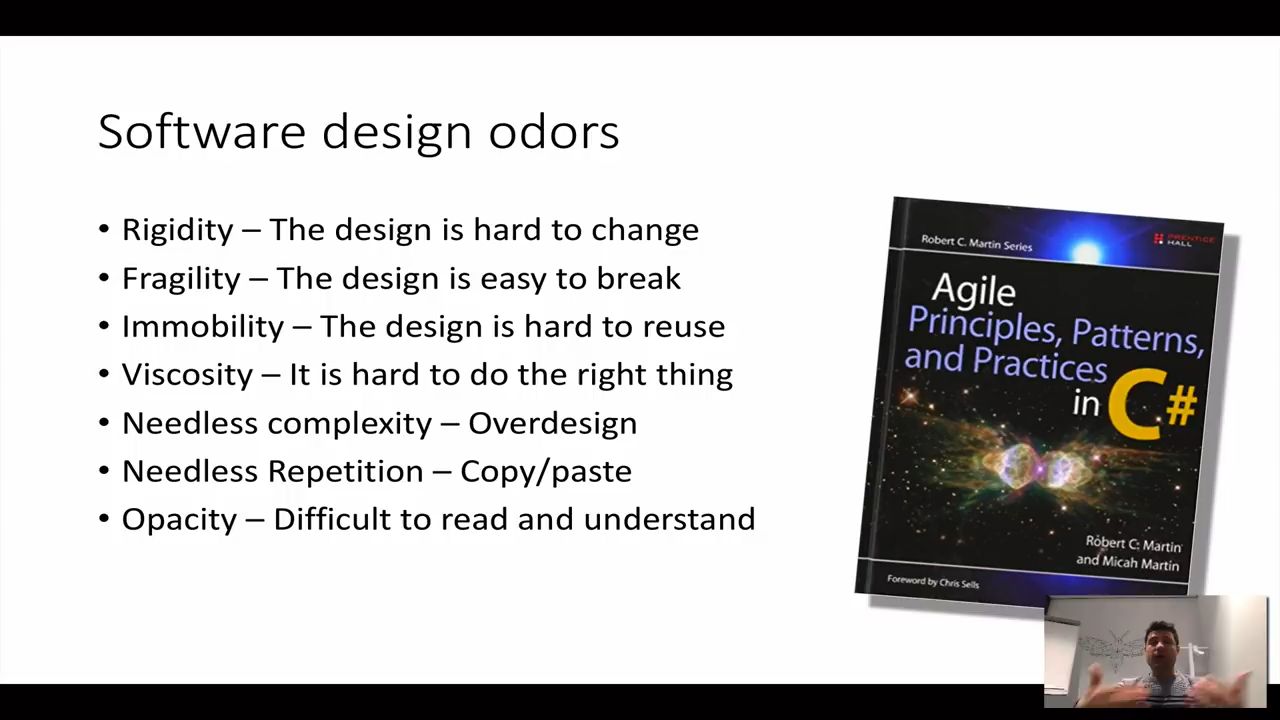 Software design odors
• Rigidity – The design is hard to change
• Fragility – The design is easy to break
• Immobility – The design is hard to reuse
• Viscosity – It is hard to do the right thing
• Needless complexity – Overdesign
• Needless Repetition – Copy/paste
• Opacity – Difficult to read and understand
Robert C. Martin Series
PRENTICE
HALL
Agile
Principles, Patterns,
and Practices
in C#
Robert C. Martin
and Micah Martin
Foreword by Chris Sells